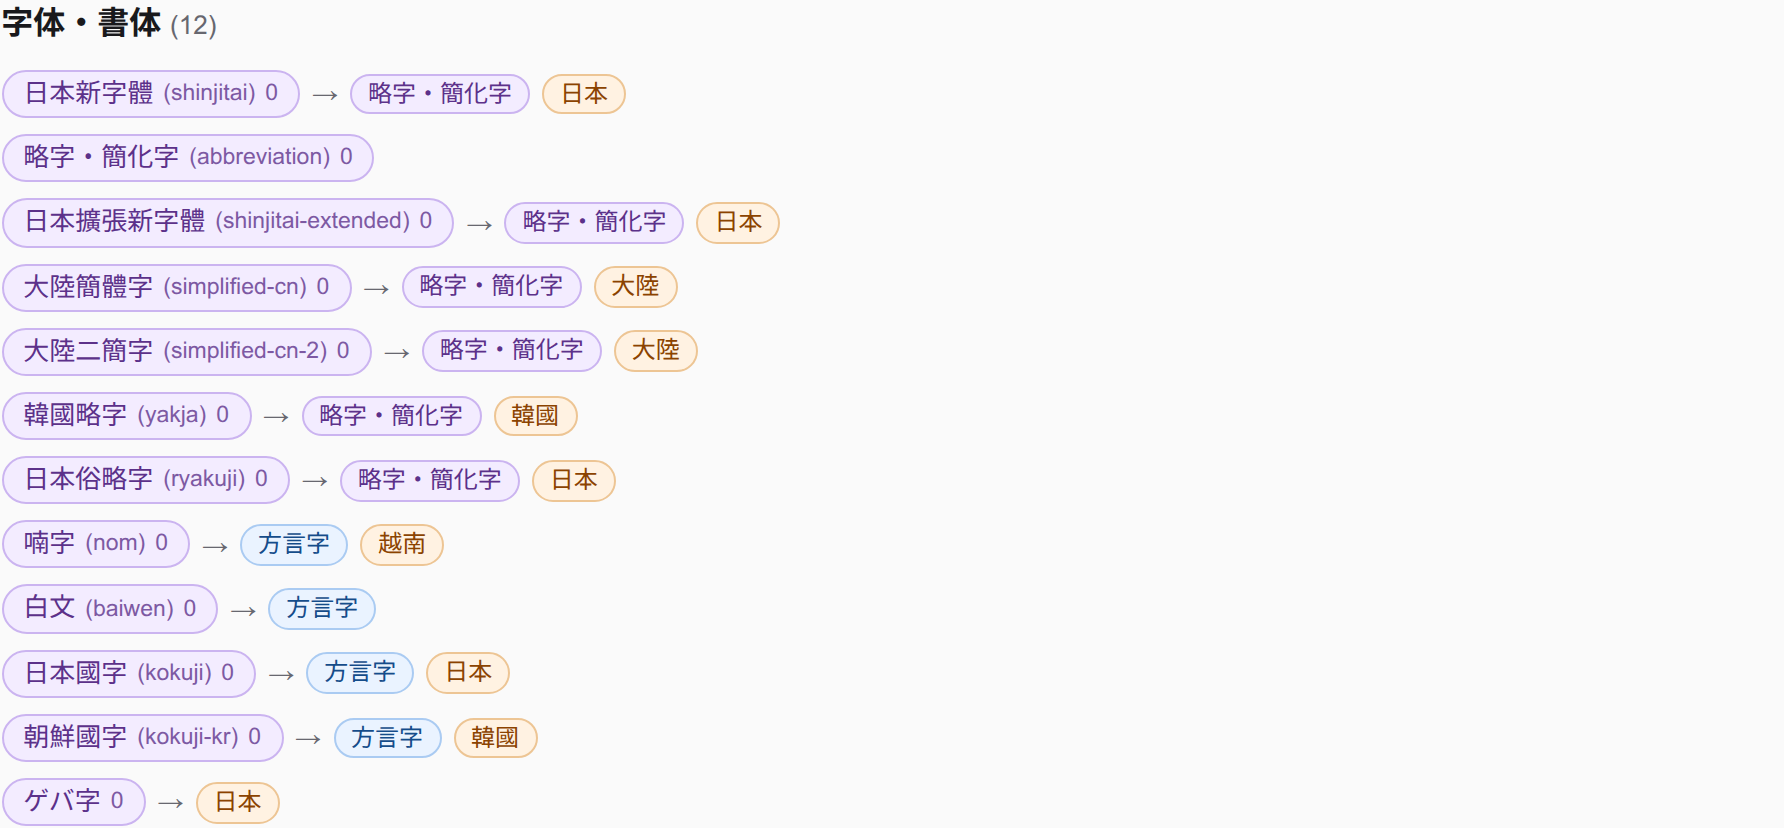 字体・書体 (12)
日本新字體 (shinjitai) 0 → 略字・簡化字 日本
略字・簡化字 (abbreviation) 0
日本擴張新字體 (shinjitai-extended) 0 → 略字・簡化字 日本
大陸簡體字 (simplified-cn) 0 → 略字・簡化字 大陸
大陸二簡字 (simplified-cn-2) 0 → 略字・簡化字 大陸
韓國略字 (yakja) 0 → 略字・簡化字 韓國
日本俗略字 (ryakuji) 0 → 略字・簡化字 日本
喃字 (nom) 0 → 方言字 越南
白文 (baiwen) 0 → 方言字
日本國字 (kokuji) 0 → 方言字 日本
朝鮮國字 (kokuji-kr) 0 → 方言字 韓國
ゲバ字 0 → 日本